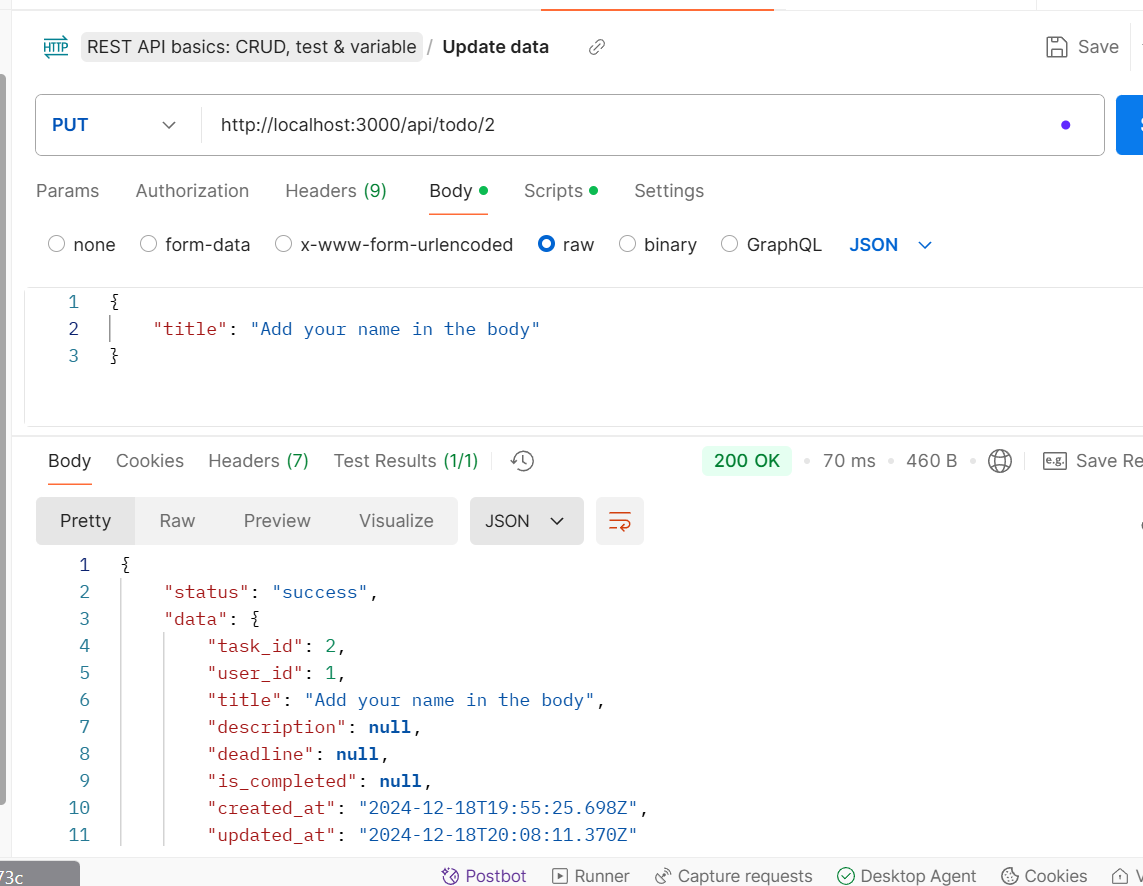 HTTP REST API basics: CRUD, test & variable / Update data Save
PUT http://localhost:3000/api/todo/2
Params Authorization Headers (9) Body Scripts Settings
none form-data x-www-form-urlencoded raw binary GraphQL JSON
1 {
2 "title": "Add your name in the body"
3 }
Body Cookies Headers (7) Test Results (1/1) 200 OK • 70 ms • 460 B • e.g. Save Re
Pretty Raw Preview Visualize JSON
1 {
2 "status": "success",
3 "data": {
4 "task_id": 2,
5 "user_id": 1,
6 "title": "Add your name in the body",
7 "description": null,
8 "deadline": null,
9 "is_completed": null,
10 "created_at": "2024-12-18T19:55:25.698Z",
11 "updated_at": "2024-12-18T20:08:11.370Z"
73c Postbot Runner Capture requests Desktop Agent Cookies